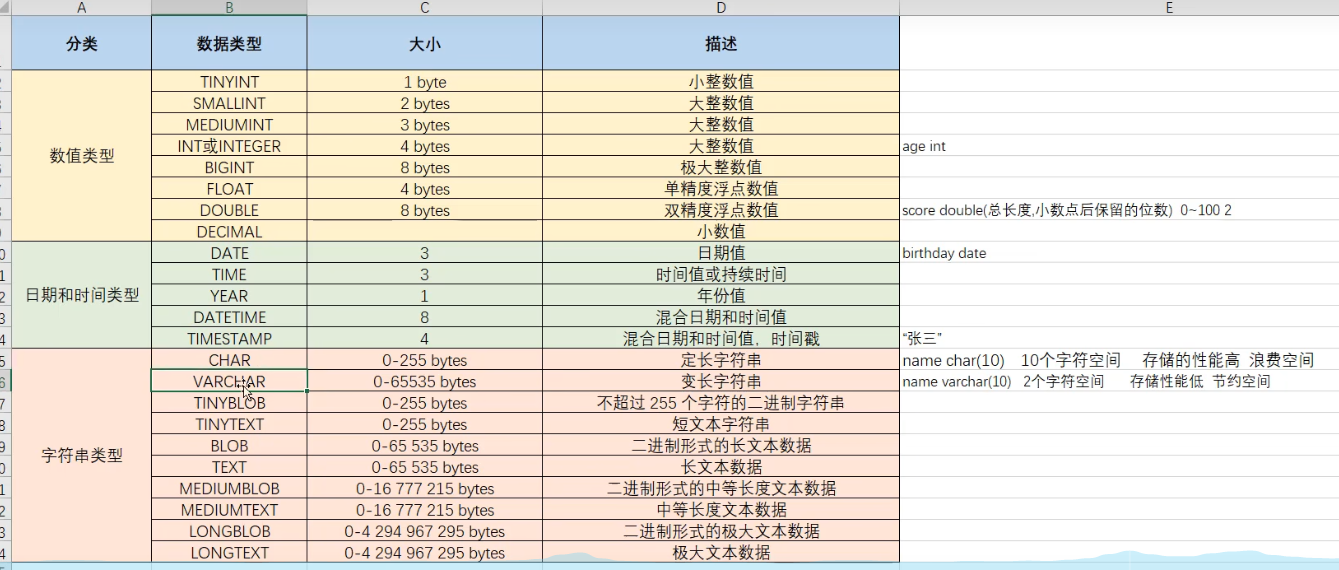 A B C D E
分类 数据类型 大小 描述
TINYINT 1 byte 小整数值
SMALLINT 2 bytes 大整数值
MEDIUMINT 3 bytes 大整数值
数值类型 INT或INTEGER 4 bytes 大整数值 age int
BIGINT 8 bytes 极大整数值
FLOAT 4 bytes 单精度浮点数值
DOUBLE 8 bytes 双精度浮点数值 score double(总长度,小数点后保留的位数) 0~100 2
DECIMAL 小数值
DATE 3 日期值 birthday date
TIME 3 时间值或持续时间
日期和时间类型 YEAR 1 年份值
DATETIME 8 混合日期和时间值
TIMESTAMP 4 混合日期和时间值，时间戳 “张三”
CHAR 0-255 bytes 定长字符串 name char(10) 10个字符空间 存储的性能高 浪费空间
VARCHAR 0-65535 bytes 变长字符串 name varchar(10) 2个字符空间 存储性能低 节约空间
TINYBLOB 0-255 bytes 不超过 255 个字符的二进制字符串
TINYTEXT 0-255 bytes 短文本字符串
字符串类型 BLOB 0-65 535 bytes 二进制形式的长文本数据
TEXT 0-65 535 bytes 长文本数据
MEDIUMBLOB 0-16 777 215 bytes 二进制形式的中等长度文本数据
MEDIUMTEXT 0-16 777 215 bytes 中等长度文本数据
LONGBLOB 0-4 294 967 295 bytes 二进制形式的极大文本数据
LONGTEXT 0-4 294 967 295 bytes 极大文本数据